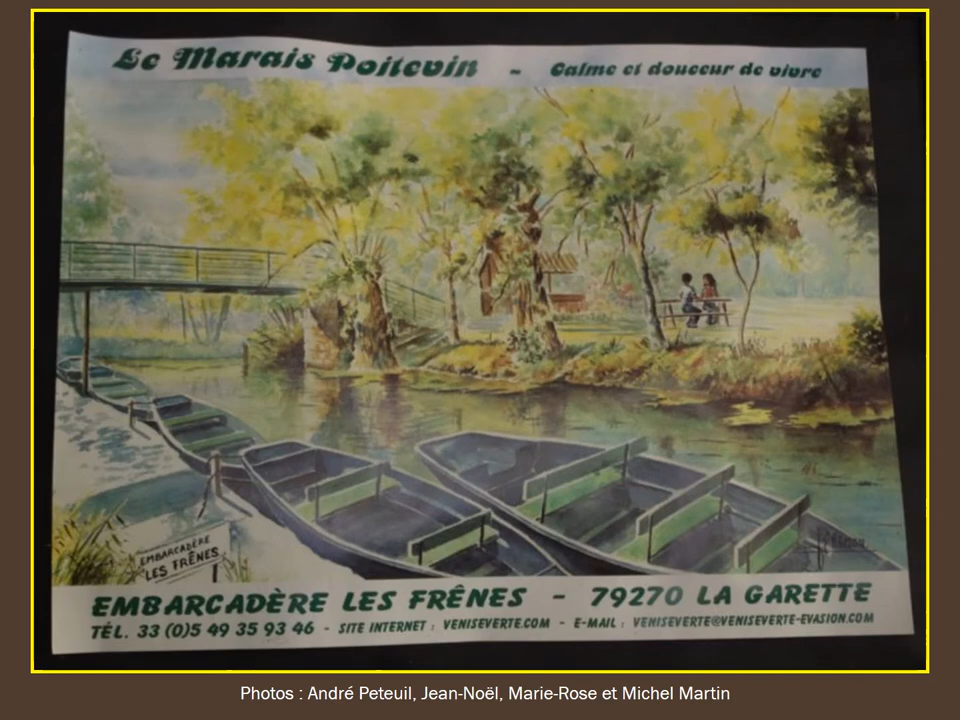 Le Marais Poitevin - Calme et douceur de vivre
EMBARCADÈRE
LES FRÊNES
EMBARCADÈRE LES FRÊNES - 79270 LA GARETTE
TÉL. 33 (0)5 49 35 93 46 - SITE INTERNET : VENISEVERTE.COM - E-MAIL : VENISEVERTE@VENISEVERTE-EVASION.COM
Photos : André Peteuil, Jean-Noël, Marie-Rose et Michel Martin